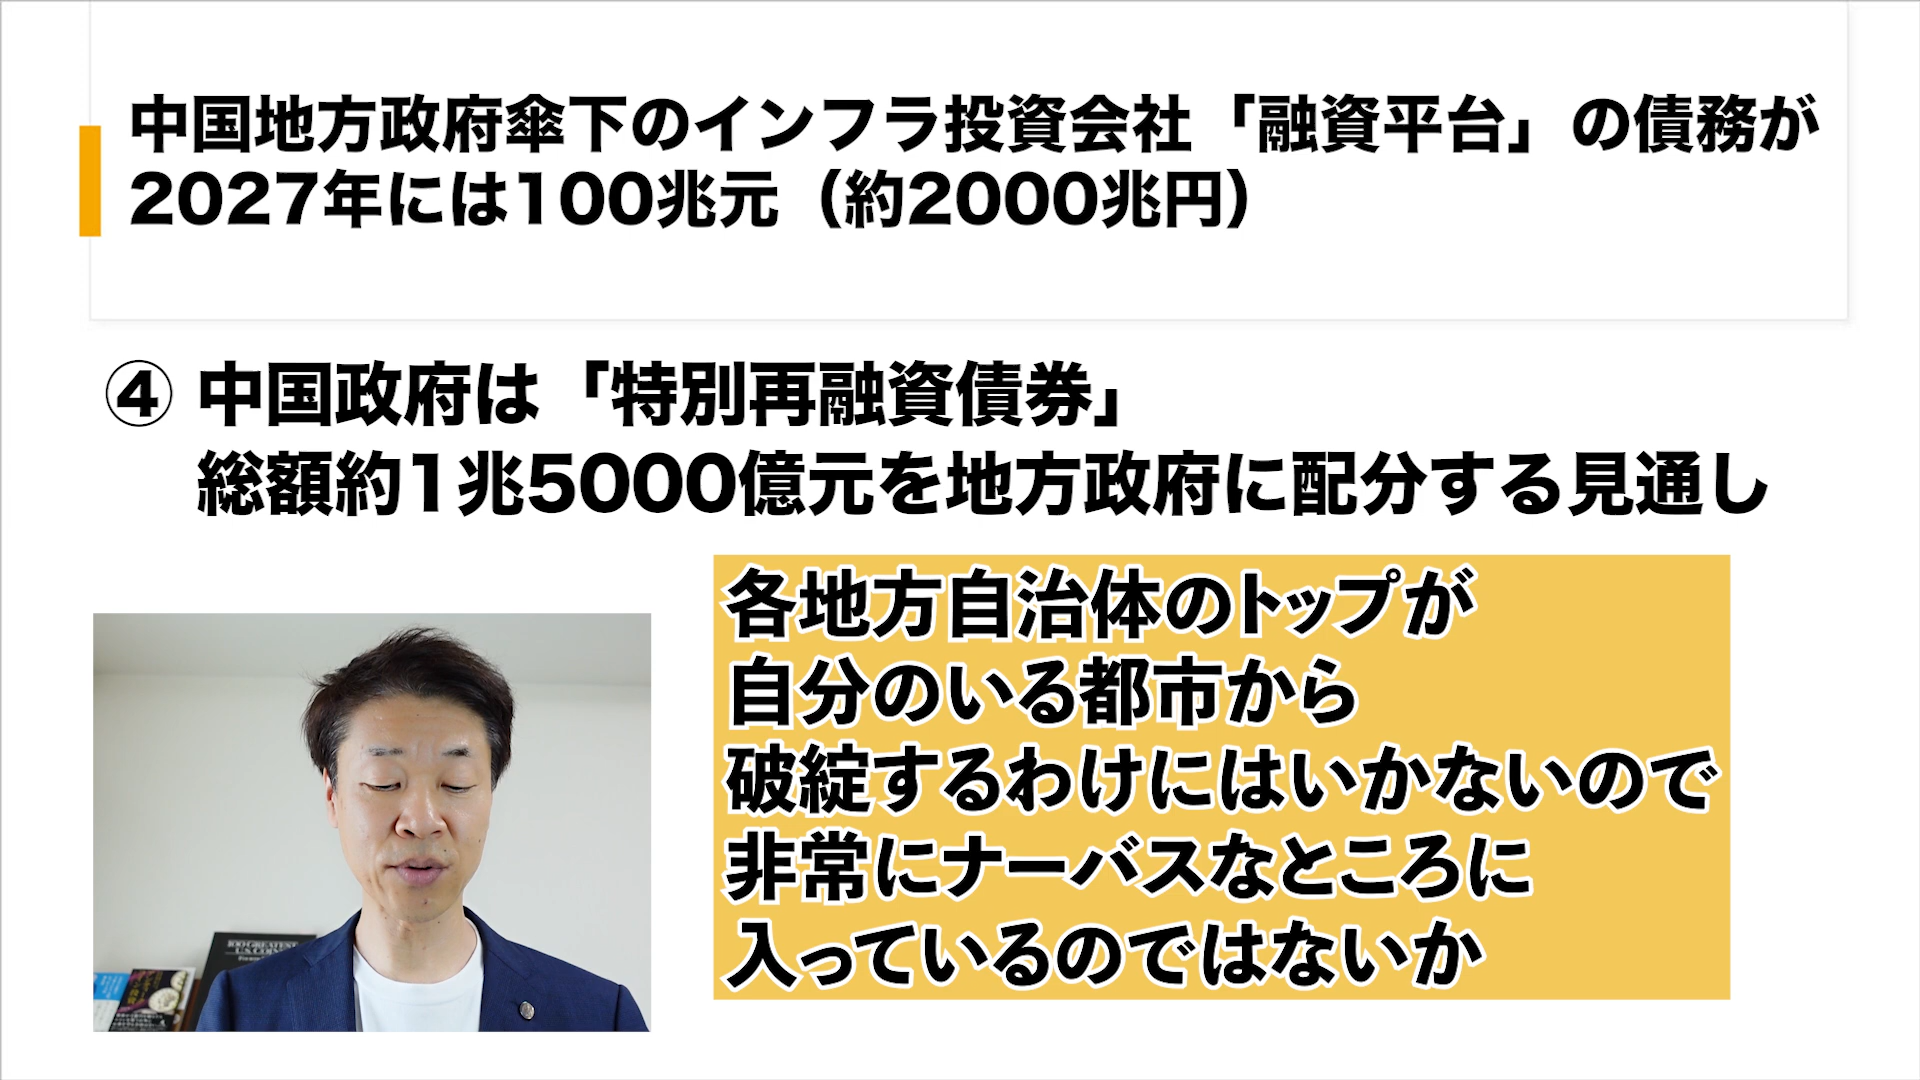 中国地方政府傘下のインフラ投資会社「融資平台」の債務が
2027年には100兆元（約2000兆円）
④ 中国政府は「特別再融資債券」
総額約1兆5000億元を地方政府に配分する見通し
各地方自治体のトップが
自分のいる都市から
破綻するわけにはいかないので
非常にナーバスなところに
入っているのではないか
100 GREATEST
U.S. COINS